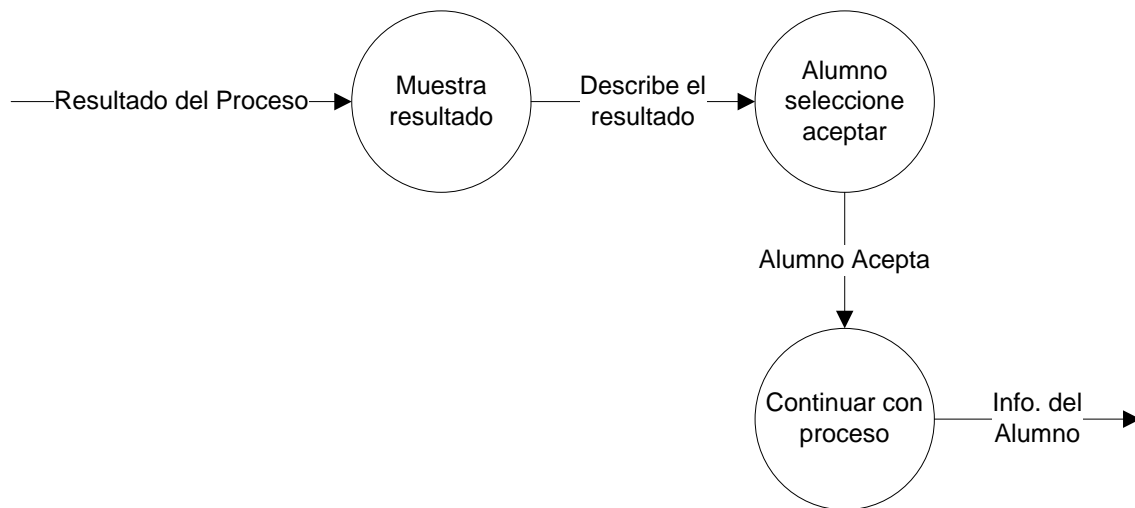 Resultado del Proceso
Muestra
resultado
Describe el
resultado
Alumno
seleccione
aceptar
Alumno Acepta
Continuar con
proceso
Info. del
Alumno